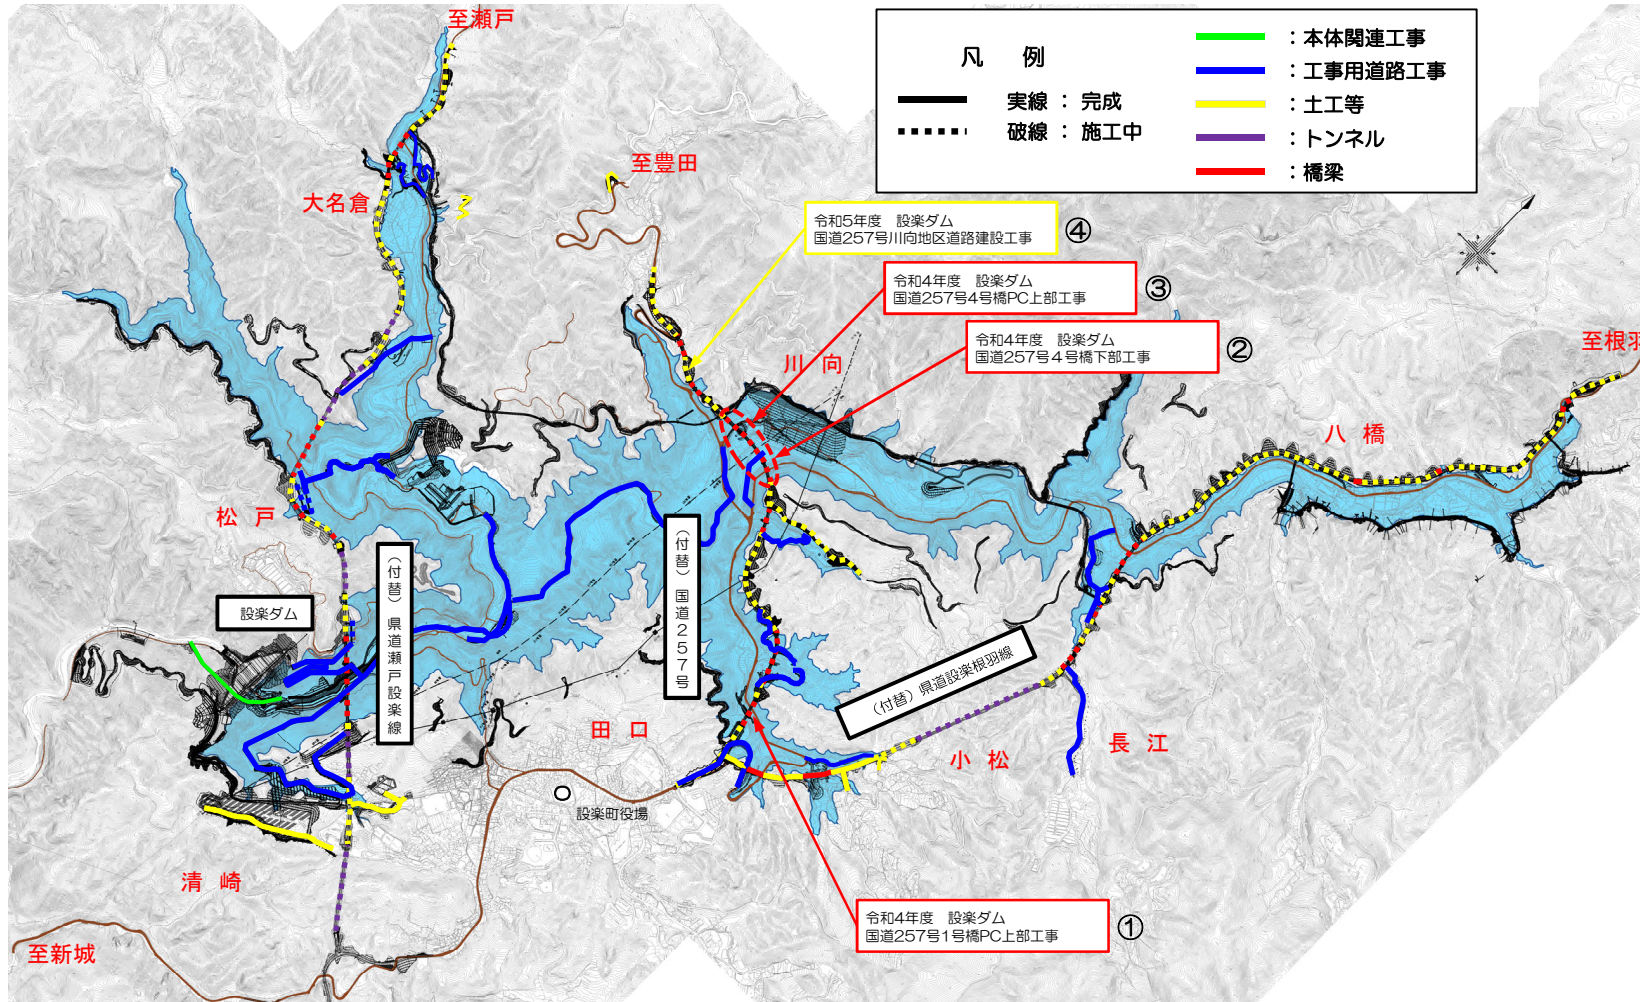 至瀬戸
凡 例
実線 : 完成
破線 : 施工中
:本体関連工事
:工事用道路工事
:土工等
:トンネル
:橋梁
至豊田
大名倉
令和5年度 設楽ダム
国道257号川向地区道路建設工事
④
令和4年度 設楽ダム
国道257号4号橋PC上部工事
③
令和4年度 設楽ダム
国道257号4号橋下部工事
②
川 向
至根羽
八 橋
松 戸
設楽ダム
(付替) 県道瀬戸設楽線
(付替) 国道257号
(付替) 県道設楽根羽線
田 口
小 松
長 江
設楽町役場
清 崎
令和4年度 設楽ダム
国道257号1号橋PC上部工事
①
至新城